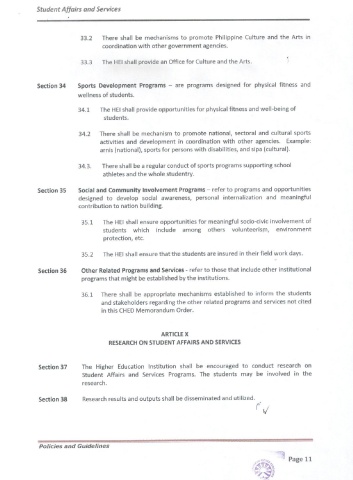 Student Affairs and Services
33.2 There shall be mechanisms to promote Philippine Culture and the Arts in
coordination with other government agencies.
33.3 The HEI shall provide an Office for Culture and the Arts.
Section 34 Sports Development Programs – are programs designed for physical fitness and
wellness of students.
34.1 The HEI shall provide opportunities for physical fitness and well-being of
students.
34.2 There shall be mechanism to promote national, sectoral and cultural sports
activities and development in coordination with other agencies. Example:
arnis (national), sports for persons with disabilities, and sipa (cultural).
34.3. There shall be a regular conduct of sports programs supporting school
athletes and the whole studentry.
Section 35 Social and Community Involvement Programs – refer to programs and opportunities
designed to develop social awareness, personal internalization and meaningful
contribution to nation building.
35.1 The HEI shall ensure opportunities for meaningful socio-civic involvement of
students which include among others volunteerism, environment
protection, etc.
35.2 The HEI shall ensure that the students are insured in their field work days.
Section 36 Other Related Programs and Services - refer to those that include other institutional
programs that might be established by the institutions.
36.1 There shall be appropriate mechanisms established to inform the students
and stakeholders regarding the other related programs and services not cited
in this CHED Memorandum Order.
ARTICLE X
RESEARCH ON STUDENT AFFAIRS AND SERVICES
Section 37 The Higher Education Institution shall be encouraged to conduct research on
Student Affairs and Services Programs. The students may be involved in the
research.
Section 38 Research results and outputs shall be disseminated and utilized.
Policies and Guidelines
Page 11